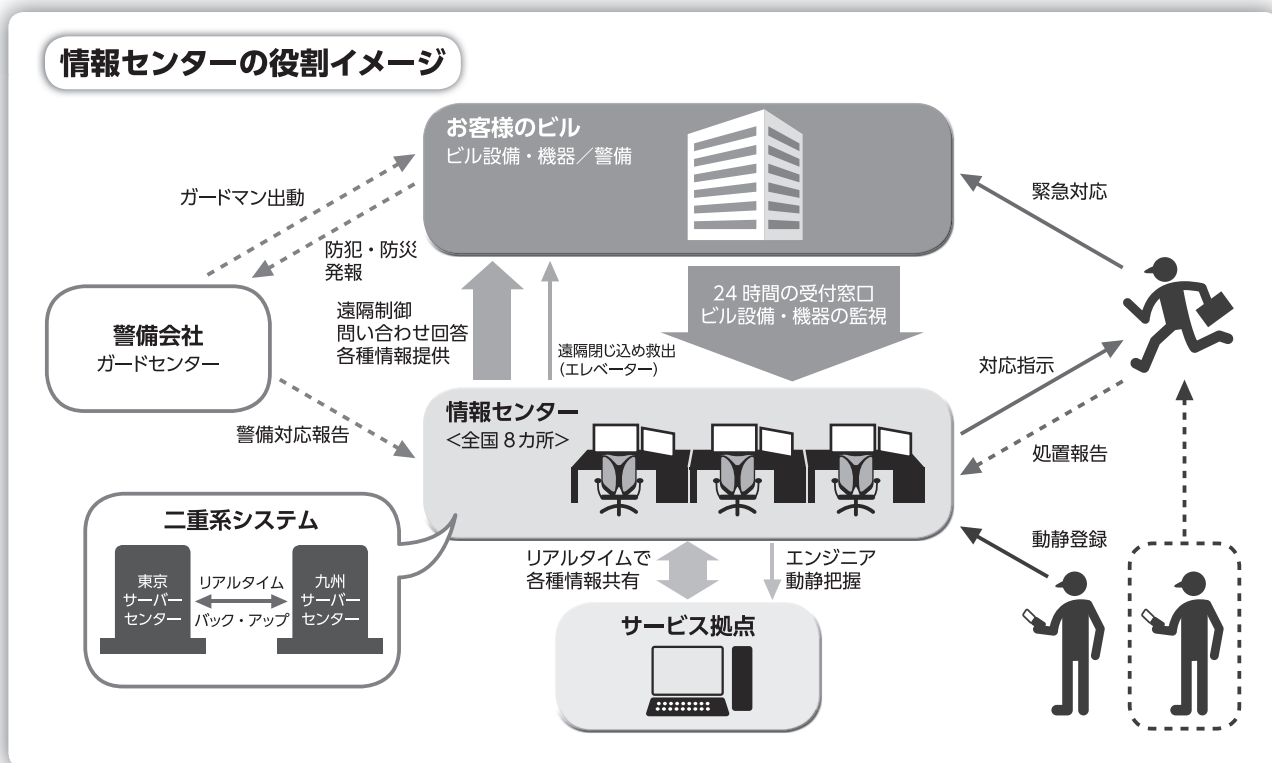 情報センターの役割イメージ
お客様のビル
ビル設備・機器／警備
ガードマン出動
防犯・防災
発報
緊急対応
警備会社
ガードセンター
遠隔制御
問い合わせ回答
各種情報提供
遠隔閉じ込め救出
(エレベーター)
24 時間の受付窓口
ビル設備・機器の監視
対応指示
警備対応報告
情報センター
<全国 8カ所>
処置報告
二重系システム
東京
サーバー
センター
リアルタイム
バック・アップ
九州
サーバー
センター
リアルタイムで
各種情報共有
エンジニア
動静把握
動静登録
サービス拠点